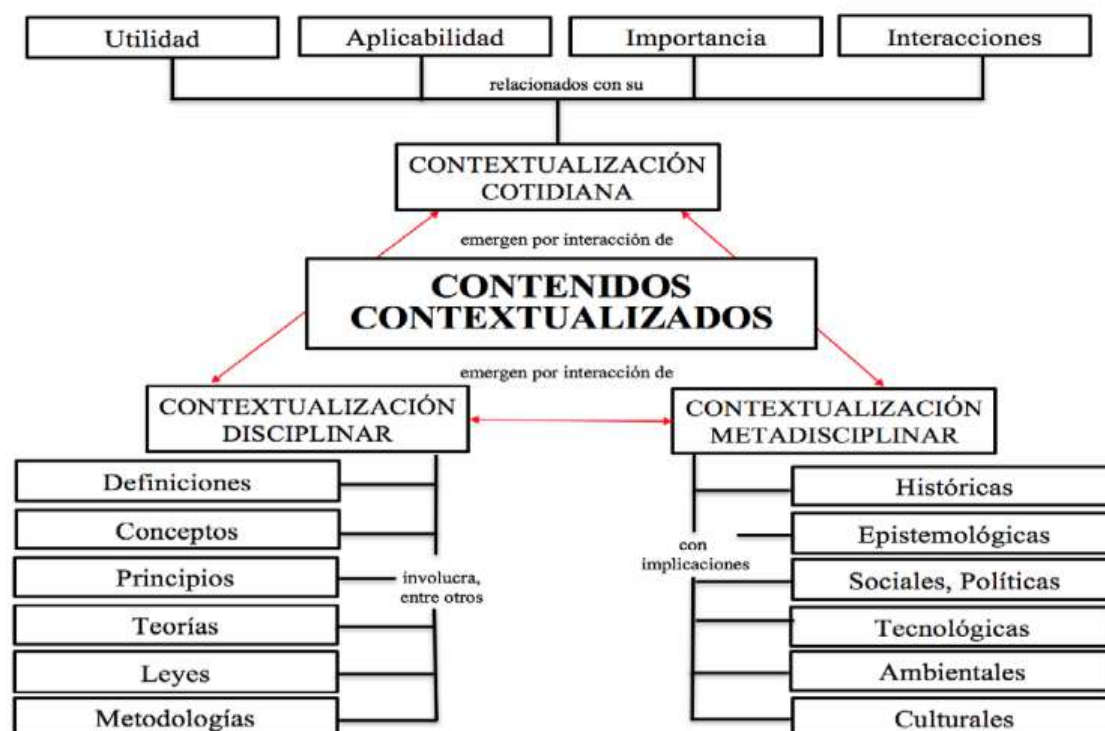 Utilidad
Aplicabilidad
Importancia
Interacciones
relacionados con su
CONTEXTUALIZACIÓN
COTIDIANA
emergen por interacción de
CONTENIDOS
CONTEXTUALIZADOS
emergen por interacción de
CONTEXTUALIZACIÓN
DISCIPLINAR
Definiciones
Conceptos
Principios
Teorías
Leyes
Metodologías
involucra,
entre otros
CONTEXTUALIZACIÓN
METADISCIPLINAR
con
implicaciones
Históricas
Epistemológicas
Sociales, Políticas
Tecnológicas
Ambientales
Culturales